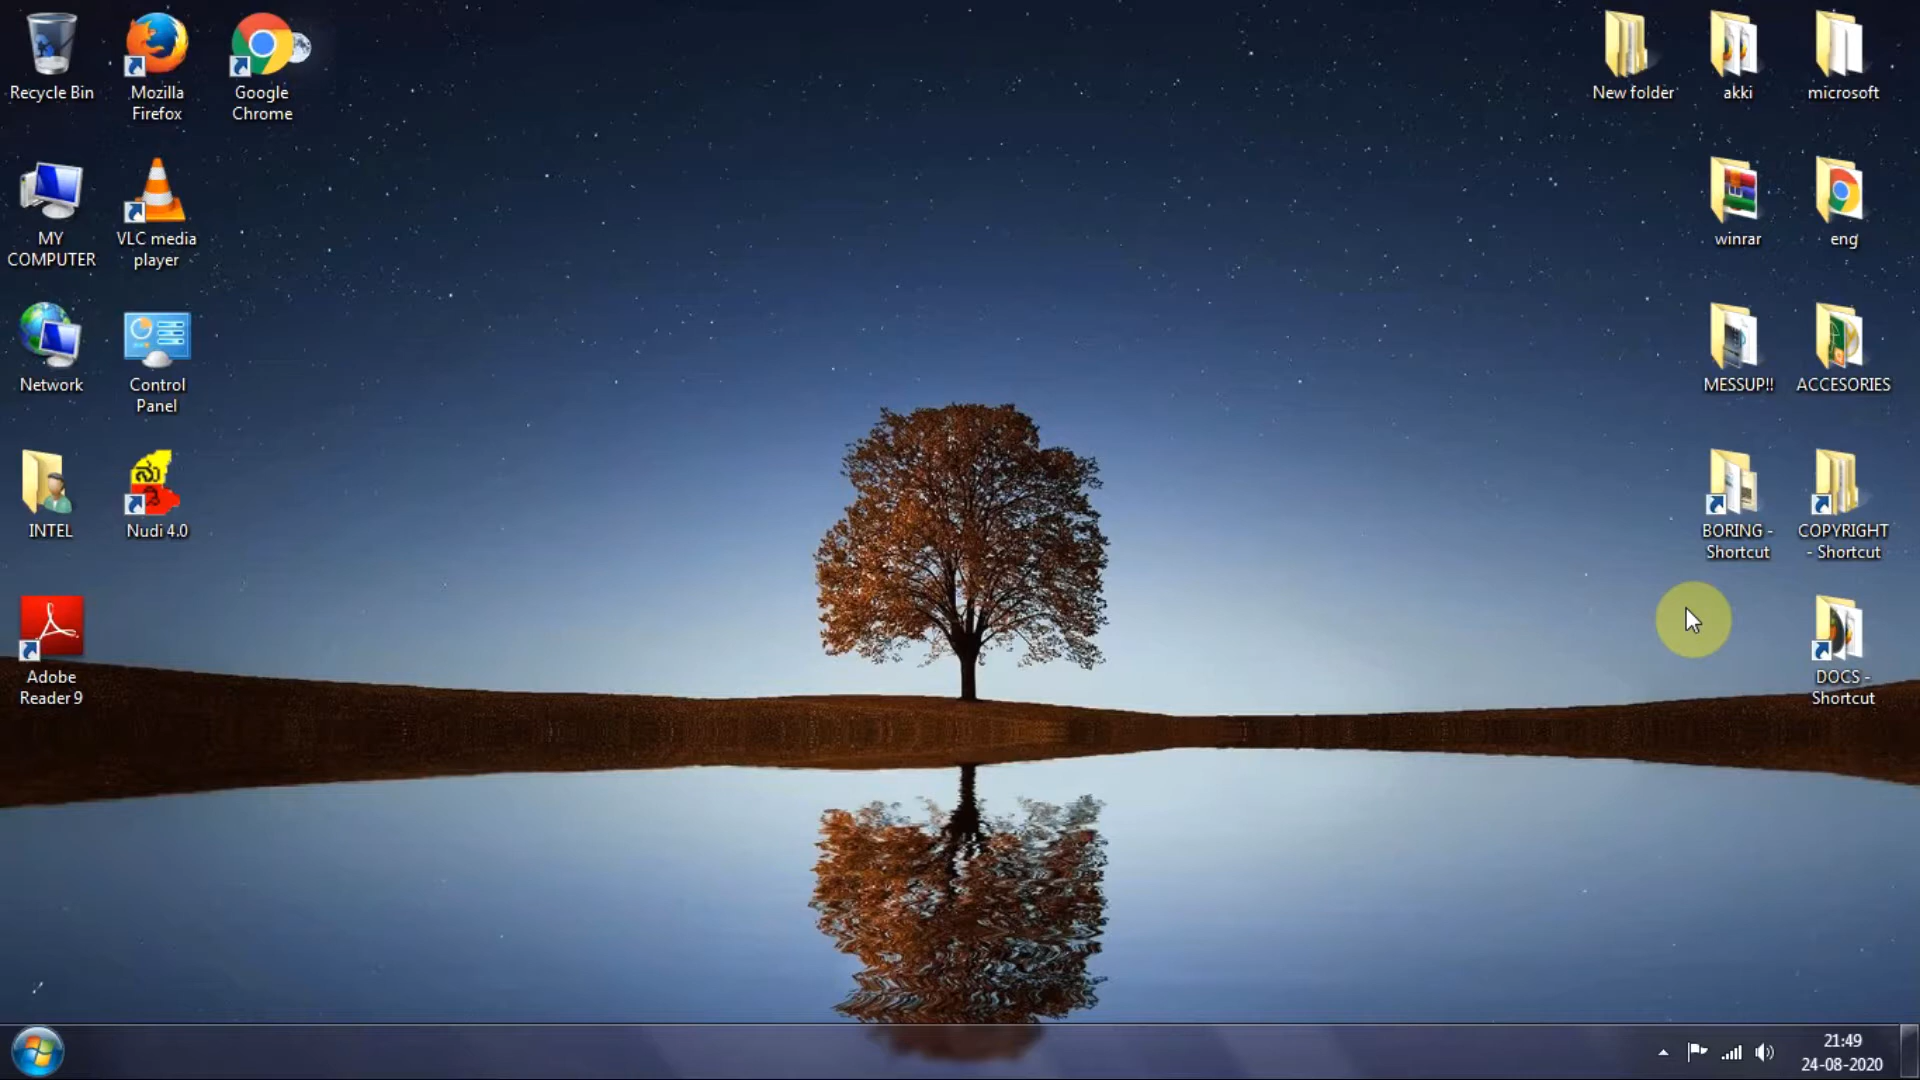 Recycle Bin
Mozilla
Firefox
Google
Chrome
New folder
akki
microsoft
MY
COMPUTER
VLC media
player
winrar
eng
Network
Control
Panel
MESSUP!!
ACCESORIES
INTEL
ನು
ಡಿ
Nudi 4.0
BORING -
Shortcut
COPYRIGHT
- Shortcut
Adobe
Reader 9
DOCS -
Shortcut
21:49
24-08-2020